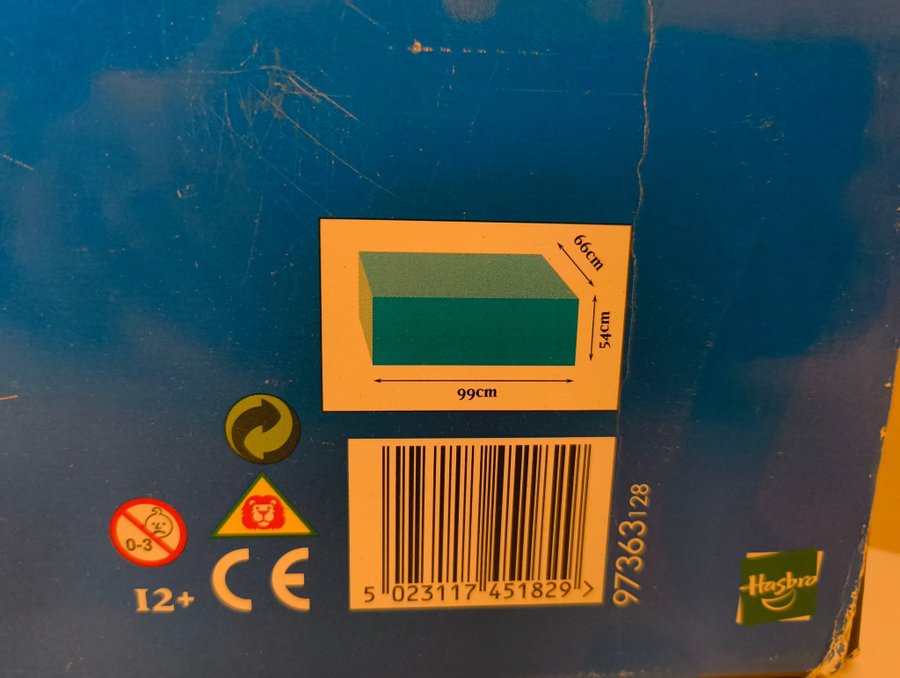 66cm
54cm
99cm
0-3
12+
CE
5 023117 451829 >
97363128
Hasbro